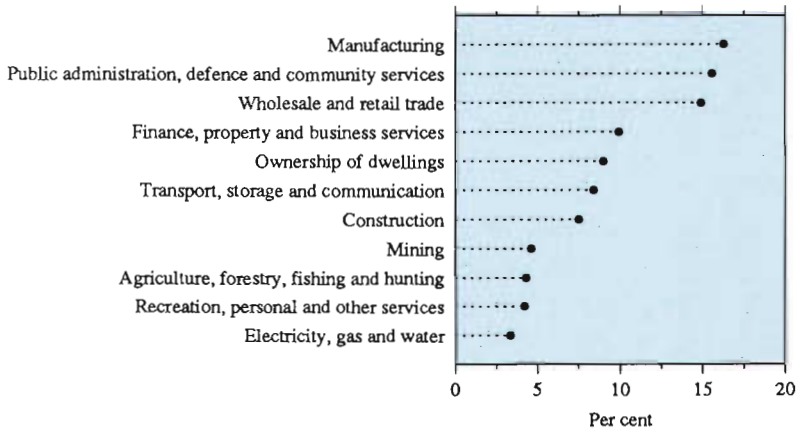 Manufacturing
Public administration, defence and community services
Wholesale and retail trade
Finance, property and business services
Ownership of dwellings
Transport, storage and communication
Construction
Mining
Agriculture, forestry, fishing and hunting
Recreation, personal and other services
Electricity, gas and water
0 5 10 15 20
Per cent